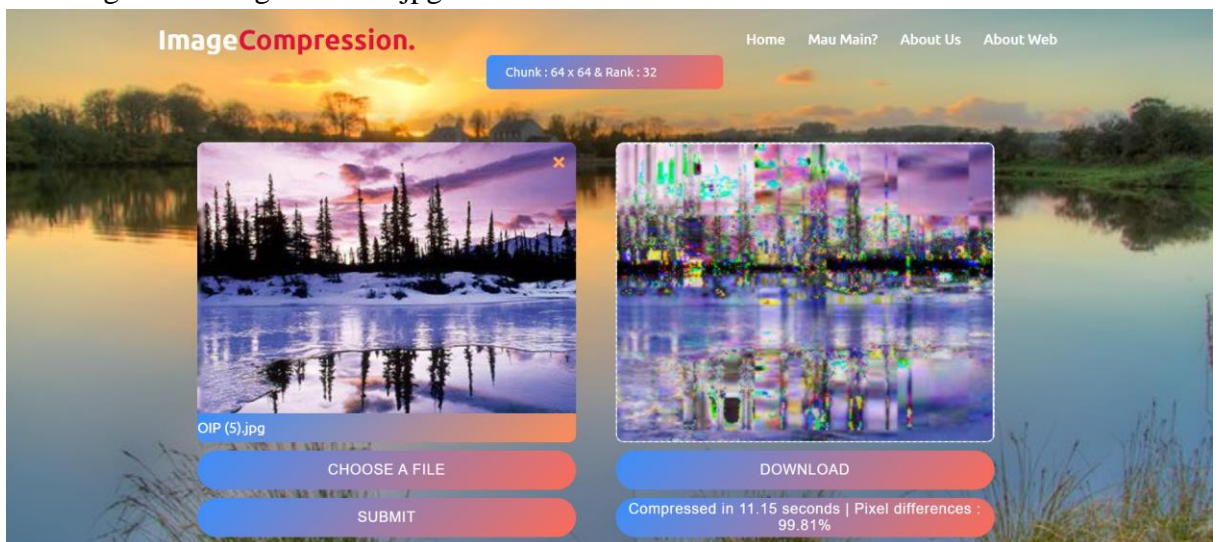 ImageCompression.
Home Mau Main? About Us About Web
Chunk : 64 x 64 & Rank : 32
OIP (5).jpg
CHOOSE A FILE
DOWNLOAD
SUBMIT
Compressed in 11.15 seconds | Pixel differences :
99.81%